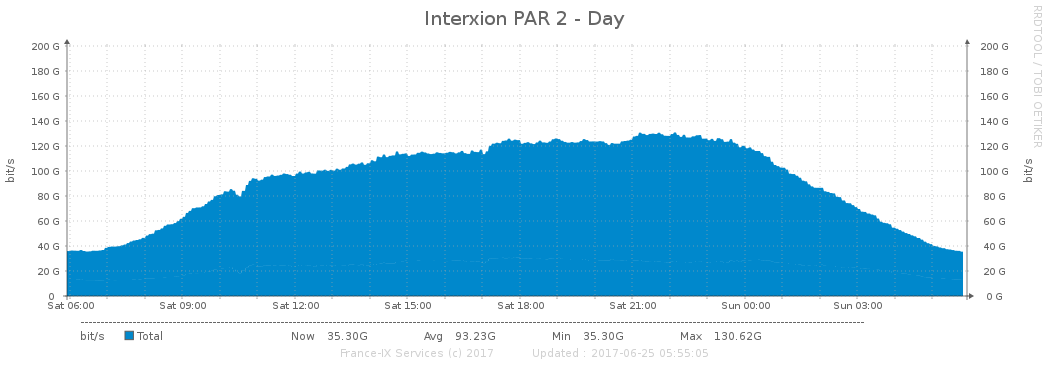 Interxion PAR 2 - Day
RRDTOOL / TOBI OETIKER
bit/s
200 G 200 G
180 G 180 G
160 G 160 G
140 G 140 G
120 G 120 G
100 G 100 G
80 G 80 G
60 G 60 G
40 G 40 G
20 G 20 G
0 0 G
bit/s
Sat 06:00 Sat 09:00 Sat 12:00 Sat 15:00 Sat 18:00 Sat 21:00 Sun 00:00 Sun 03:00
bit/s Total Now 35.30G Avg 93.23G Min 35.30G Max 130.62G
France-IX Services (c) 2017 Updated : 2017-06-25 05:55:05